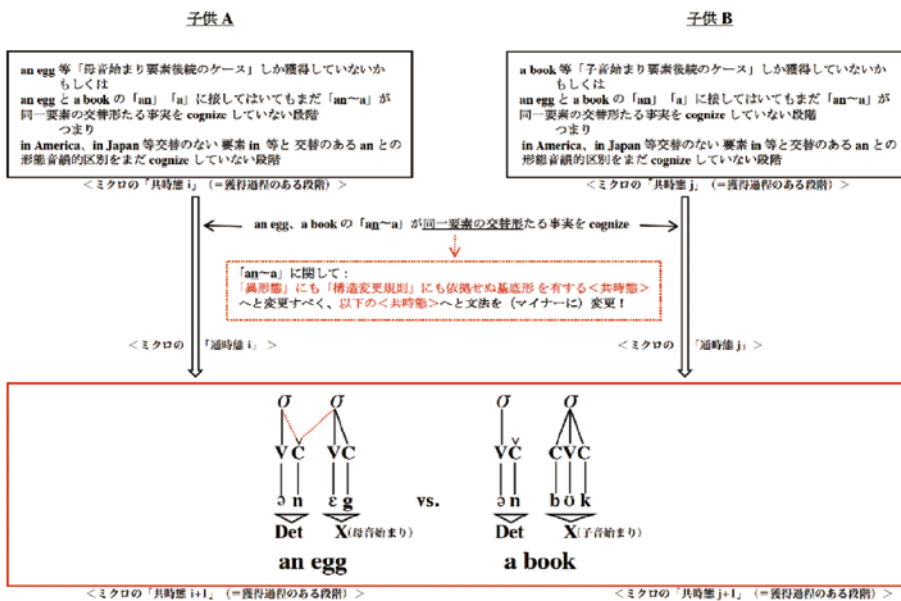 子供 A
子供 B
an egg 等「母音始まり要素後続のケース」しか獲得していないか
もしくは
an egg と a book の「an」「a」に接してはいてもまだ「an～a」が
同一要素の交替形たる事実を cognize していない段階
つまり
in America、in Japan 等交替のない 要素 in 等と 交替のある an との
形態音韻的区別をまだ cognize していない段階
a book 等「子音始まり要素後続のケース」しか獲得していないか
もしくは
an egg と a book の「an」「a」に接してはいてもまだ「an～a」が
同一要素の交替形たる事実を cognize していない段階
つまり
in America、in Japan 等交替のない 要素 in 等と 交替のある an との
形態音韻的区別をまだ cognize していない段階
＜ミクロの「共時態 i」（＝獲得過程のある段階）＞
＜ミクロの「共時態 j」（＝獲得過程のある段階）＞
an egg、a book の「an～a」が同一要素の交替形たる事実を cognize
「an～a」に関して：
「異形態」にも「構造変更規則」にも依拠せぬ基底形を有する＜共時態＞
へと変更すべく、以下の＜共時態＞へと文法を（マイナーに）変更！
＜ミクロの「通時態 i」＞
＜ミクロの「通時態 j」＞
σ σ σ σ
V C V C V C C V C
ə n ɛ g vs. ə n b ʊ k
Det X(母音始まり) Det X(子音始まり)
an egg a book
＜ミクロの「共時態 i+1」（＝獲得過程のある段階）＞
＜ミクロの「共時態 j+1」（＝獲得過程のある段階）＞